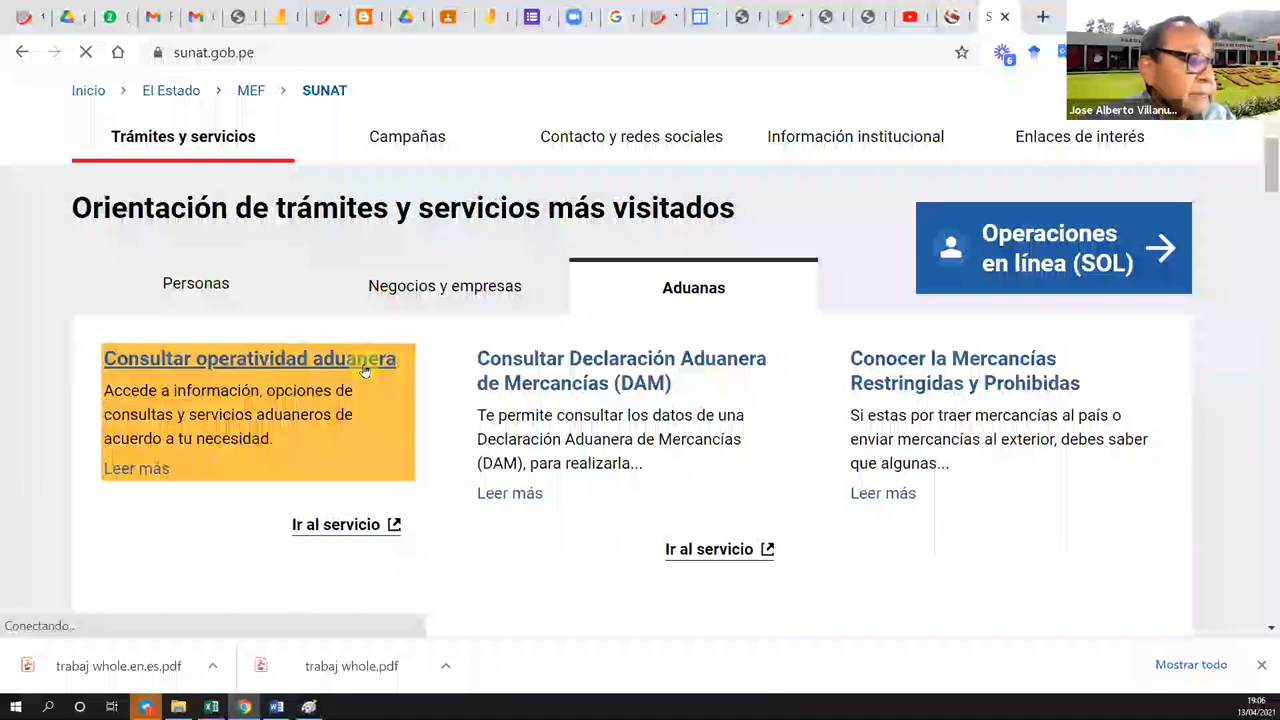 sunat.gob.pe
6
Jose Alberto Villanu...
Inicio > El Estado > MEF > SUNAT
Trámites y servicios
Campañas
Contacto y redes sociales
Información institucional
Enlaces de interés
Orientación de trámites y servicios más visitados
Operaciones
en línea (SOL)
Personas
Negocios y empresas
Aduanas
Consultar operatividad aduanera
Accede a información, opciones de
consultas y servicios aduaneros de
acuerdo a tu necesidad.
Leer más
Ir al servicio
Consultar Declaración Aduanera
de Mercancías (DAM)
Te permite consultar los datos de una
Declaración Aduanera de Mercancías
(DAM), para realizarla...
Leer más
Ir al servicio
Conocer la Mercancías
Restringidas y Prohibidas
Si estas por traer mercancías al país o
enviar mercancías al exterior, debes saber
que algunas...
Leer más
Conectando...
trabaj whole.en.es.pdf
trabaj whole.pdf
Mostrar todo
19:06
13/04/2021